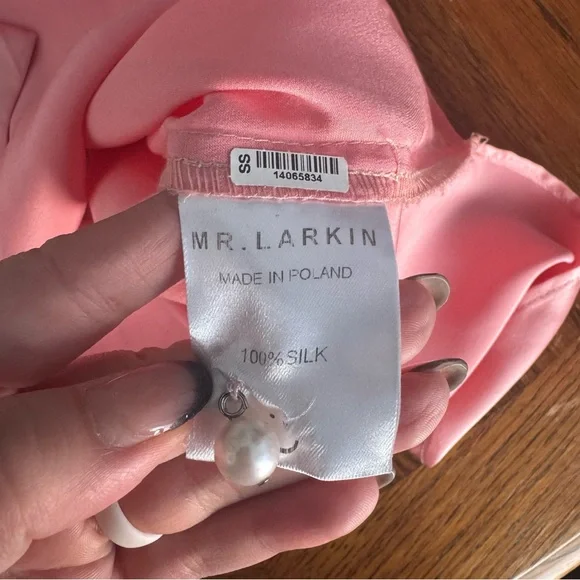 SS
14065834
MR. LARKIN
MADE IN POLAND
100% SILK